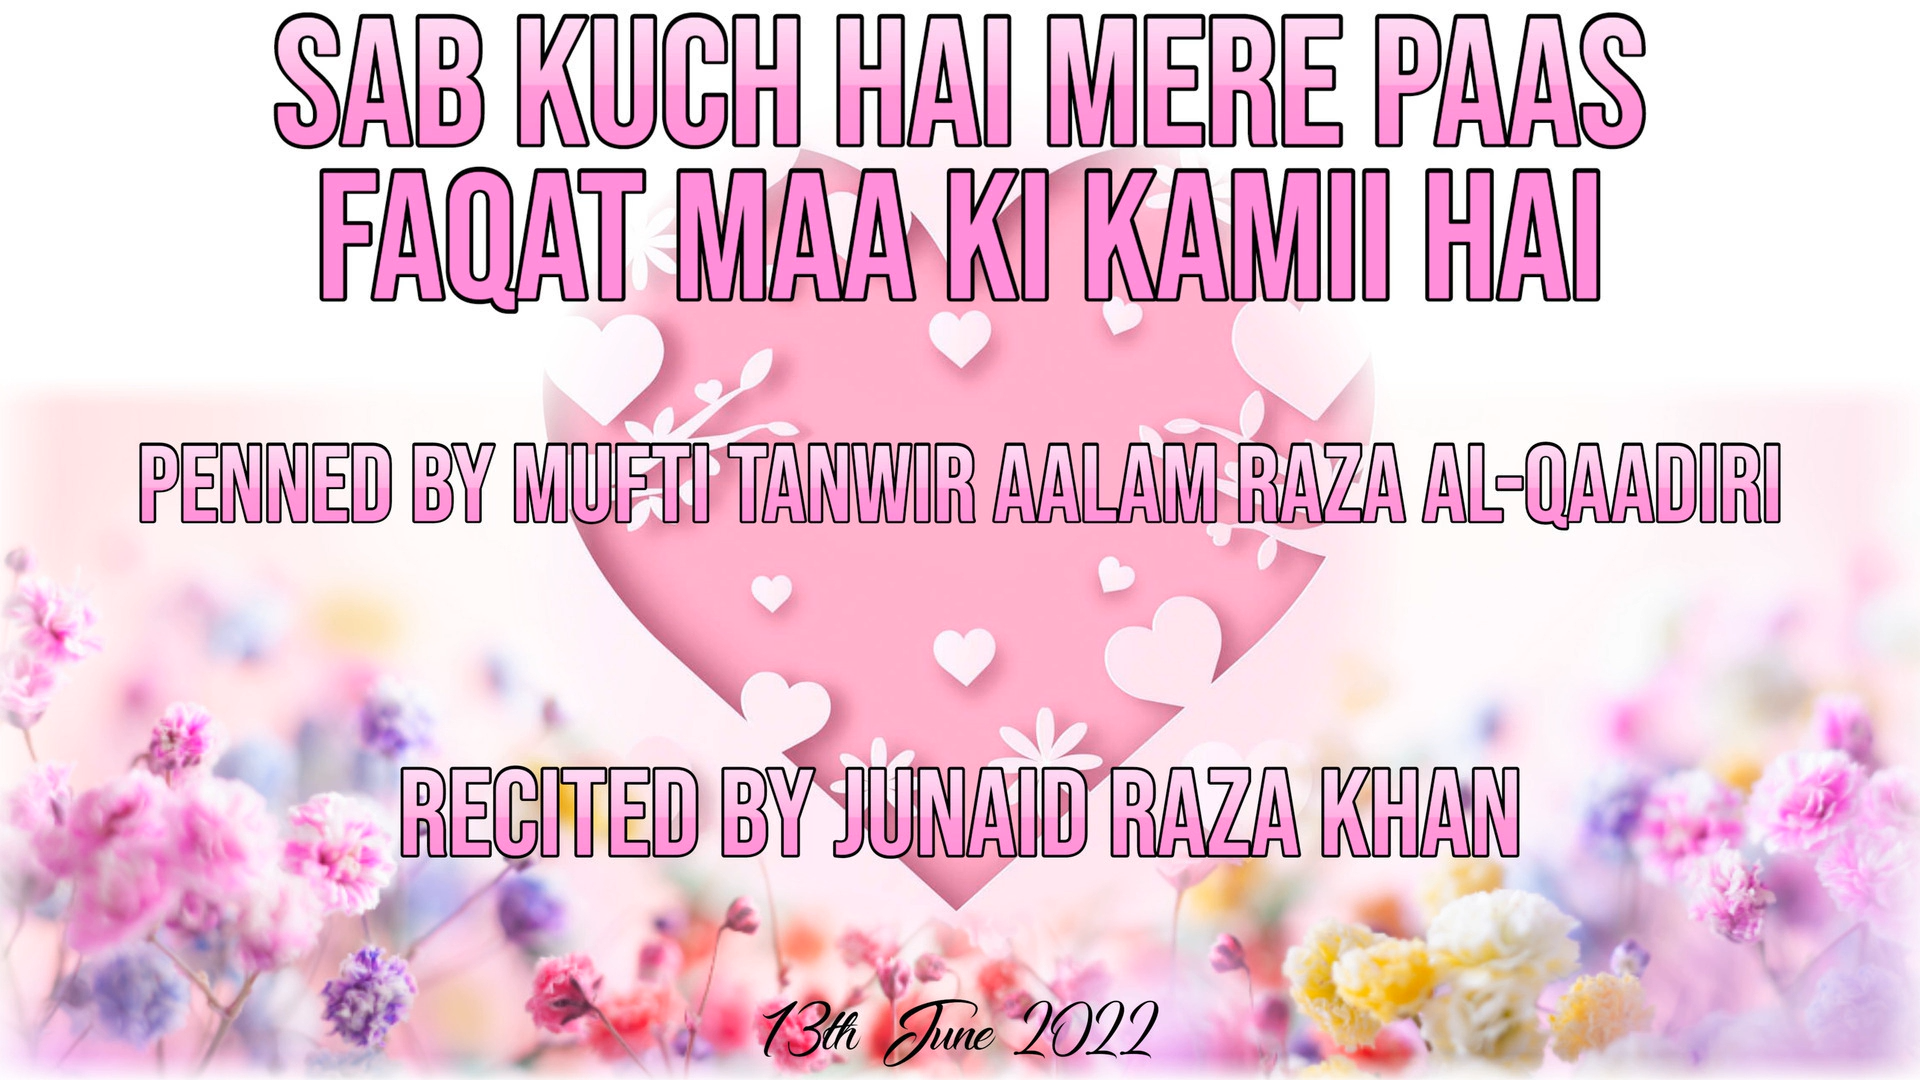 SAB KUCH HAI MERE PAAS
FAQAT MAA KI KAMII HAI
PENNED BY MUFTI TANWIR AALAM RAZA AL-QAADIRI
RECITED BY JUNAID RAZA KHAN
13th June 2022